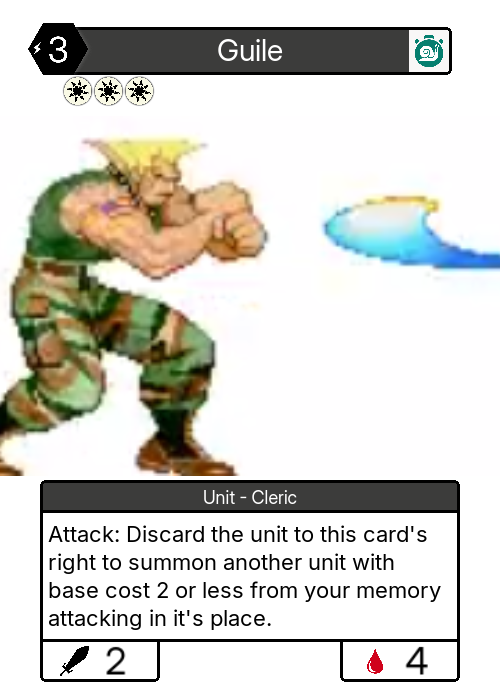 3
Guile
Unit - Cleric
Attack: Discard the unit to this card's
right to summon another unit with
base cost 2 or less from your memory
attacking in it's place.
2
4